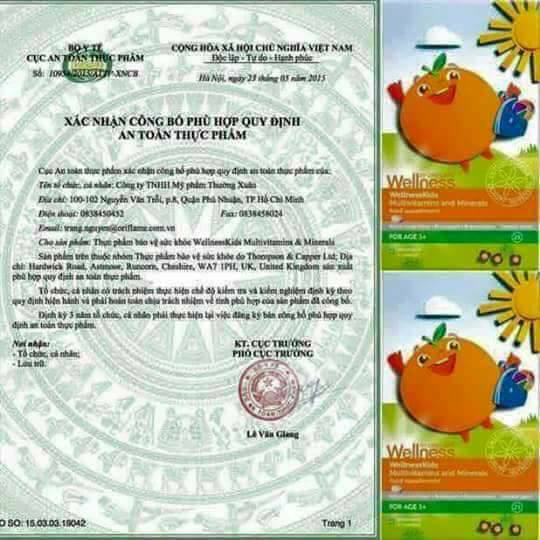 BỘ Y TẾ
CỤC AN TOÀN THỰC PHẨM
CỘNG HÒA XÃ HỘI CHỦ NGHĨA VIỆT NAM
Độc lập - Tự do - Hạnh phúc
Số: /2015/ATTP-XNCB
Hà Nội, ngày 23 tháng 03 năm 2015
XÁC NHẬN CÔNG BỐ PHÙ HỢP QUY ĐỊNH
AN TOÀN THỰC PHẨM
Cục An toàn thực phẩm xác nhận công bố phù hợp quy định an toàn thực phẩm của:
Tên tổ chức, cá nhân: Công ty TNHH Mỹ phẩm Thường Xuân
Địa chỉ: 100-102 Nguyễn Văn Trỗi, p.8, Quận Phú Nhuận, TP Hồ Chí Minh
Điện thoại: 0838450432 Fax: 0838458024
Email: trang.nguyen@oriflame.com.vn
Cho sản phẩm: Thực phẩm bảo vệ sức khỏe WellnessKids Multivitamins & Minerals
Sản phẩm trên thuộc nhóm Thực phẩm bảo vệ sức khỏe do Thompson & Capper Ltd; Địa
chỉ: Hardwick Road, Astmoor, Runcorn, Cheshire, WA7 1PH, UK, United Kingdom sản xuất
phù hợp quy định an toàn thực phẩm.
Tổ chức, cá nhân có trách nhiệm thực hiện chế độ kiểm tra và kiểm nghiệm định kỳ theo
quy định hiện hành và phải hoàn toàn chịu trách nhiệm về tính phù hợp của sản phẩm đã công bố.
Định kỳ 3 năm tổ chức, cá nhân phải thực hiện lại việc đăng ký bản công bố phù hợp quy
định an toàn thực phẩm.
Nơi nhận:
- Tổ chức, cá nhân;
- Lưu trữ.
KT. CỤC TRƯỞNG
PHÓ CỤC TRƯỞNG
Lê Văn Giang
O SO: 15.03.03.19042
Trang 1
Wellness
WellnessKids
Multivitamins and Minerals
Food supplement
FOR AGE 3+
21
Wellness
WellnessKids
Multivitamins and Minerals
Food supplement
FOR AGE 3+
21